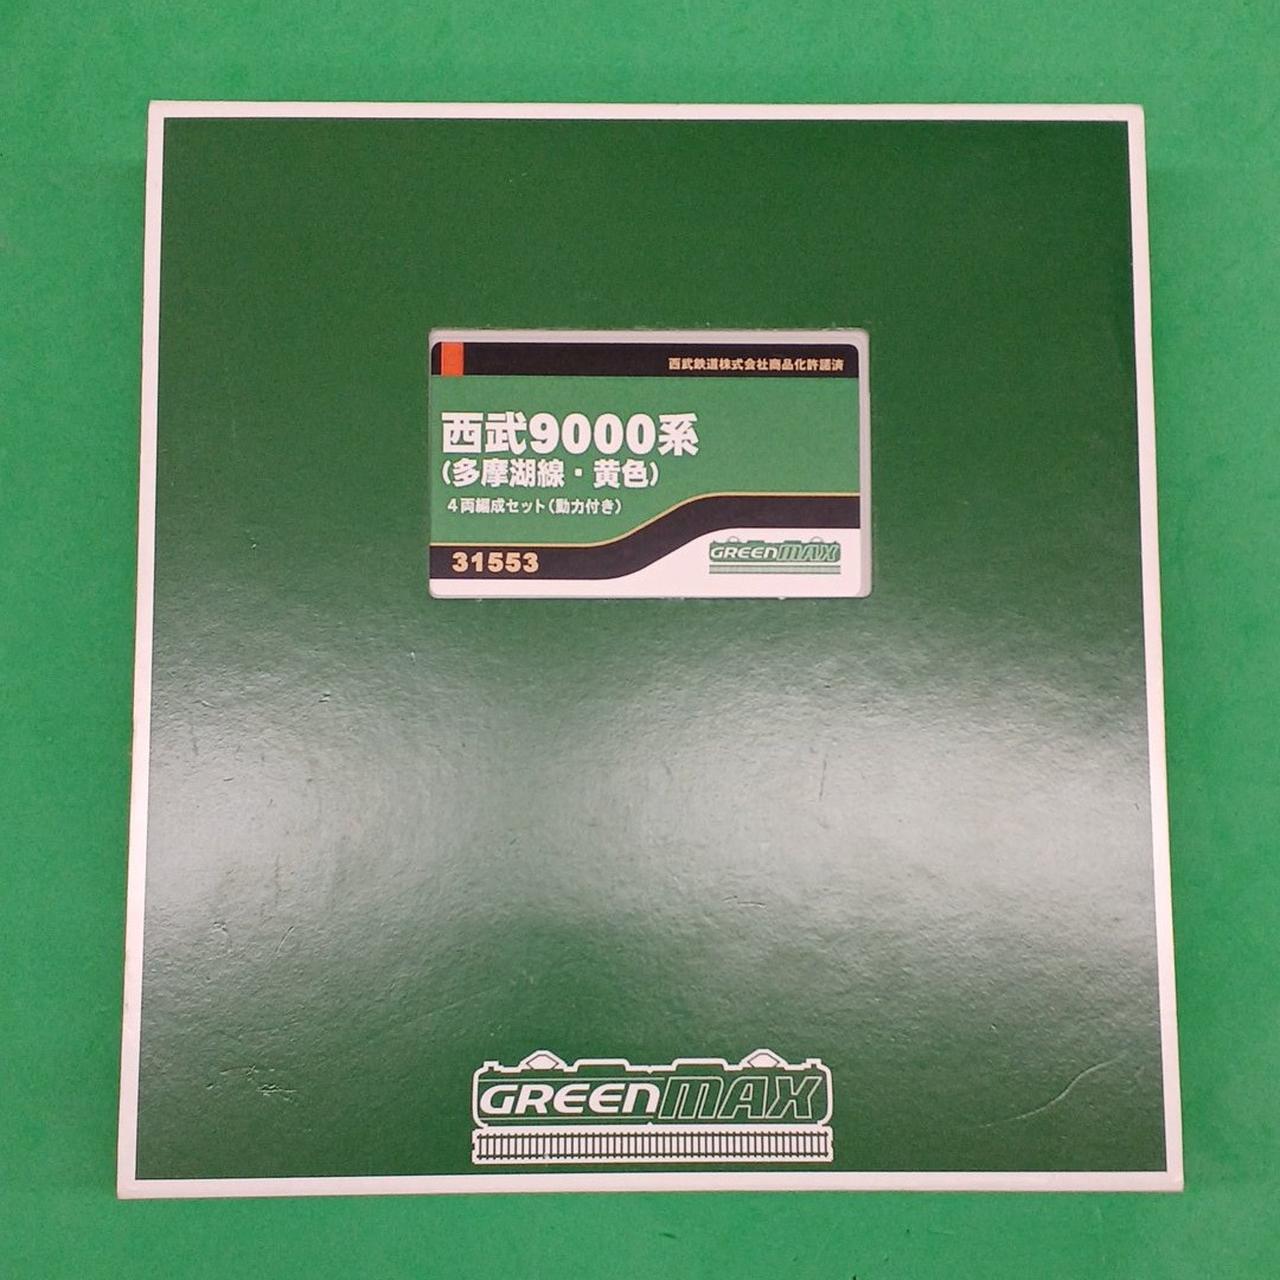 西武鉄道株式会社商品化許諾済
西武9000系
(多摩湖線・黄色)
4両編成セット(動力付き)
31553
GREENMAX
GREENMAX